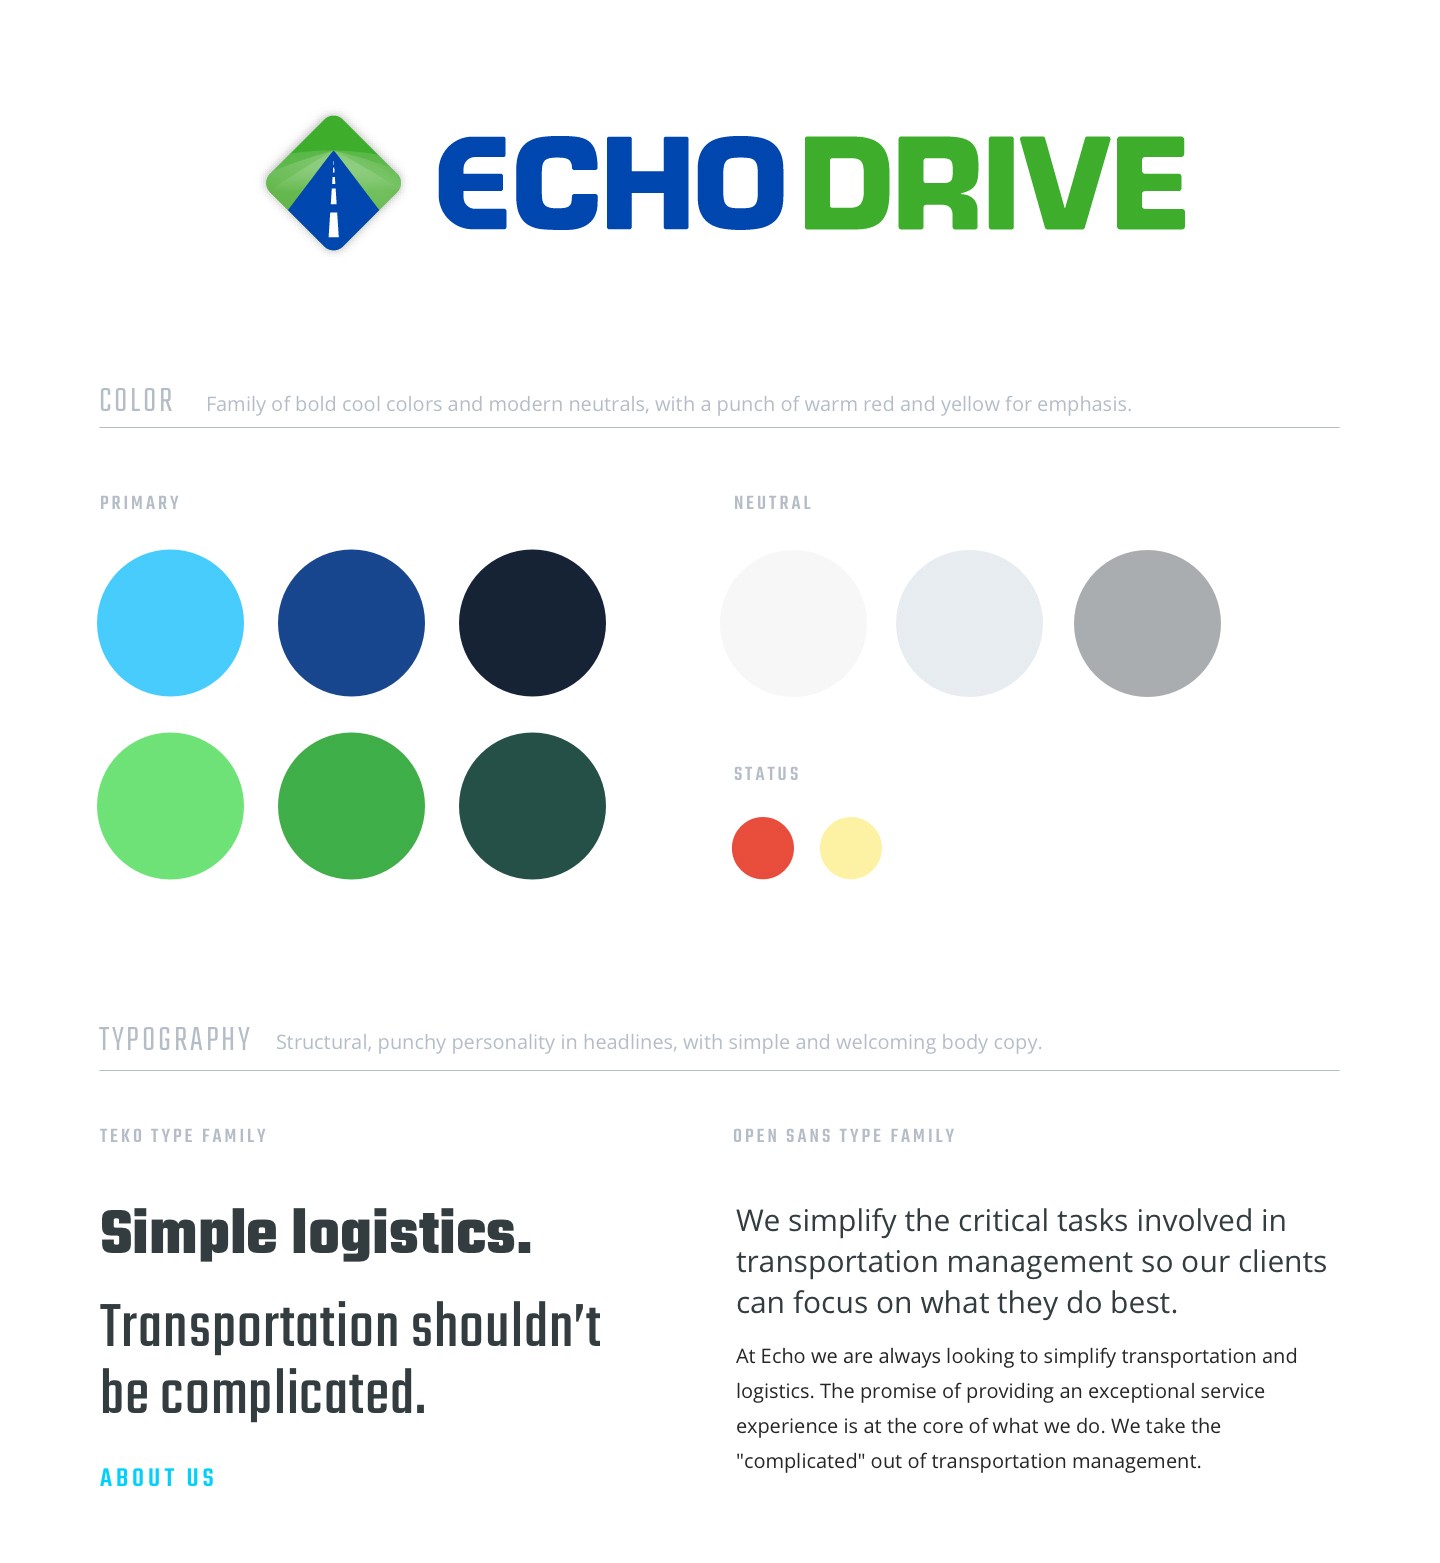 ECHO DRIVE
COLOR Family of bold cool colors and modern neutrals, with a punch of warm red and yellow for emphasis.
PRIMARY
NEUTRAL
STATUS
TYPOGRAPHY Structural, punchy personality in headlines, with simple and welcoming body copy.
TEKO TYPE FAMILY
Simple logistics.
Transportation shouldn't
be complicated.
ABOUT US
OPEN SANS TYPE FAMILY
We simplify the critical tasks involved in
transportation management so our clients
can focus on what they do best.
At Echo we are always looking to simplify transportation and
logistics. The promise of providing an exceptional service
experience is at the core of what we do. We take the
"complicated" out of transportation management.